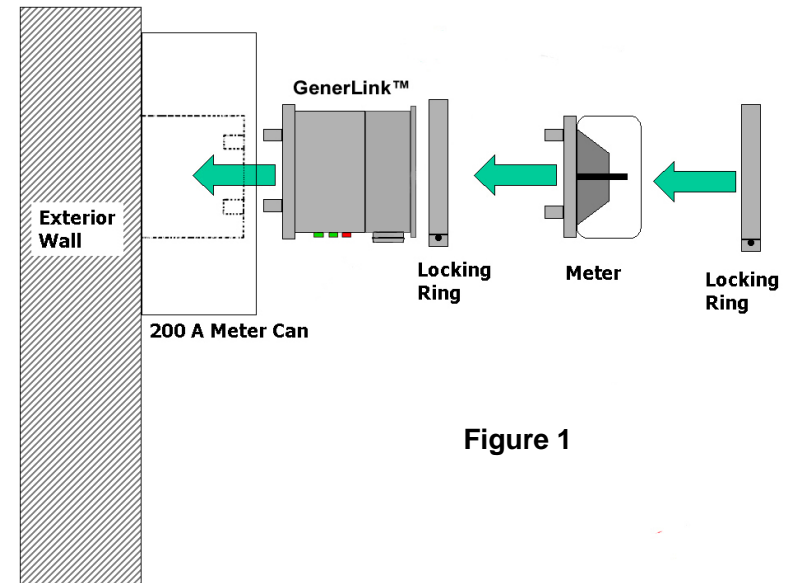 GenerLink™
Exterior
Wall
Locking
Ring
Meter
Locking
Ring
200 A Meter Can
Figure 1